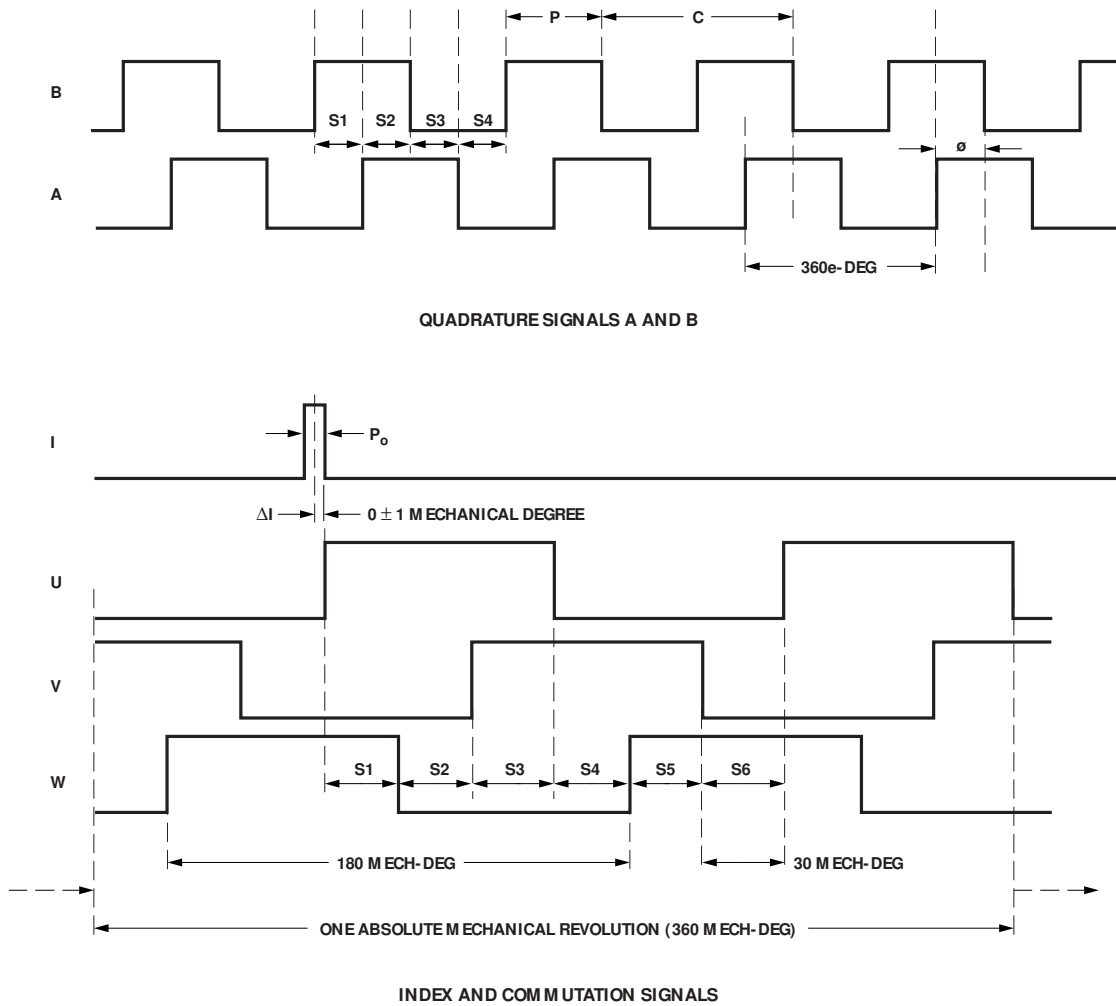 P C
B
S1 S2 S3 S4
ø
A
360e-DEG
QUADRATURE SIGNALS A AND B
I
Po
ΔI 0 ± 1 MECHANICAL DEGREE
U
V
W
S1 S2 S3 S4 S5 S6
180 MECH-DEG 30 MECH-DEG
ONE ABSOLUTE MECHANICAL REVOLUTION (360 MECH-DEG)
INDEX AND COMMUTATION SIGNALS